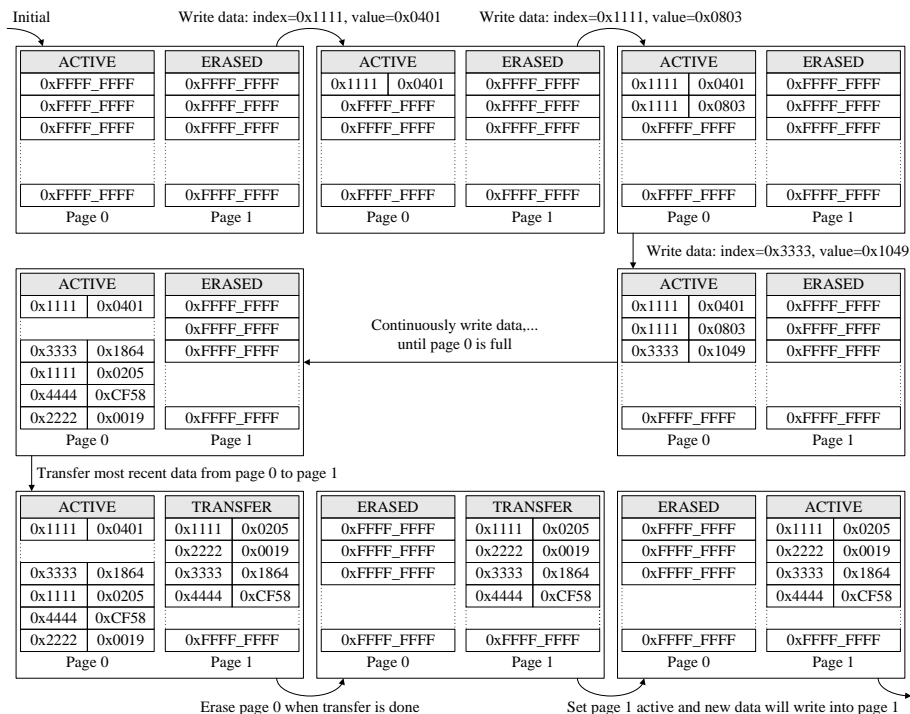 Initial
Write data: index=0x1111, value=0x0401
Write data: index=0x1111, value=0x0803
ACTIVE ERASED ACTIVE ERASED ACTIVE ERASED
0xFFFF_FFFF 0xFFFF_FFFF 0x1111 0x0401 0xFFFF_FFFF 0x1111 0x0401 0xFFFF_FFFF
0xFFFF_FFFF 0xFFFF_FFFF 0xFFFF_FFFF 0xFFFF_FFFF 0x1111 0x0803 0xFFFF_FFFF
0xFFFF_FFFF 0xFFFF_FFFF 0xFFFF_FFFF 0xFFFF_FFFF 0xFFFF_FFFF 0xFFFF_FFFF
0xFFFF_FFFF 0xFFFF_FFFF 0xFFFF_FFFF 0xFFFF_FFFF 0xFFFF_FFFF 0xFFFF_FFFF
Page 0 Page 1 Page 0 Page 1 Page 0 Page 1
Write data: index=0x3333, value=0x1049
ACTIVE ERASED ACTIVE ERASED
0x1111 0x0401 0xFFFF_FFFF 0x1111 0x0401 0xFFFF_FFFF
0xFFFF_FFFF 0x1111 0x0803 0xFFFF_FFFF
0x3333 0x1864 0xFFFF_FFFF 0x3333 0x1049 0xFFFF_FFFF
0x1111 0x0205
0x4444 0xCF58
0x2222 0x0019 0xFFFF_FFFF 0xFFFF_FFFF 0xFFFF_FFFF
Page 0 Page 1 Page 0 Page 1
Continuously write data,...
until page 0 is full
Transfer most recent data from page 0 to page 1
ACTIVE TRANSFER ERASED TRANSFER ERASED ACTIVE
0x1111 0x0401 0x1111 0x0205 0xFFFF_FFFF 0x1111 0x0205 0xFFFF_FFFF 0x1111 0x0205
0x2222 0x0019 0xFFFF_FFFF 0x2222 0x0019 0xFFFF_FFFF 0x2222 0x0019
0x3333 0x1864 0x3333 0x1864 0xFFFF_FFFF 0x3333 0x1864 0xFFFF_FFFF 0x3333 0x1864
0x1111 0x0205 0x4444 0xCF58 0x4444 0xCF58 0x4444 0xCF58
0x4444 0xCF58
0x2222 0x0019 0xFFFF_FFFF 0xFFFF_FFFF 0xFFFF_FFFF 0xFFFF_FFFF 0xFFFF_FFFF
Page 0 Page 1 Page 0 Page 1 Page 0 Page 1
Erase page 0 when transfer is done
Set page 1 active and new data will write into page 1